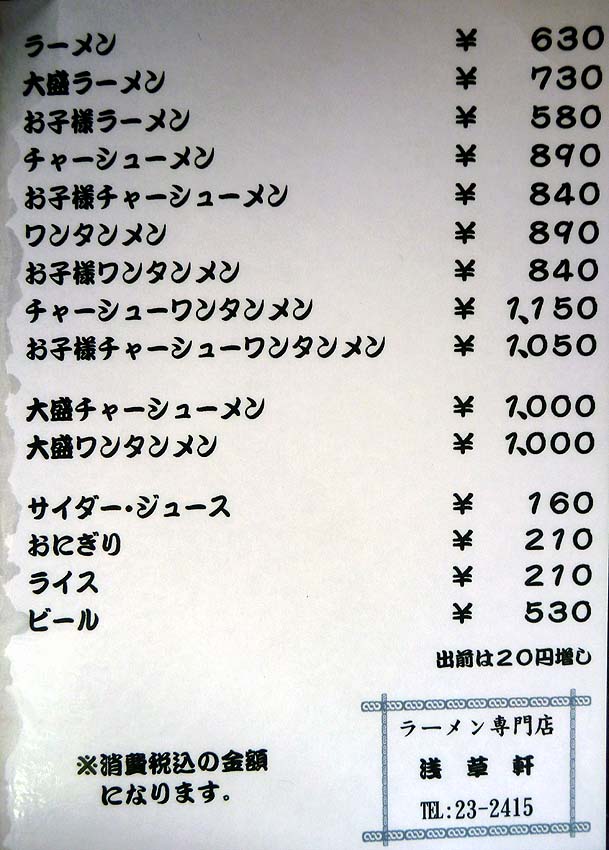 ラーメン ¥ 630
大盛ラーメン ¥ 730
お子様ラーメン ¥ 580
チャーシューメン ¥ 890
お子様チャーシューメン ¥ 840
ワンタンメン ¥ 890
お子様ワンタンメン ¥ 840
チャーシューワンタンメン ¥ 1,150
お子様チャーシューワンタンメン ¥ 1,050
大盛チャーシューメン ¥ 1,000
大盛ワンタンメン ¥ 1,000
サイダー・ジュース ¥ 160
おにぎり ¥ 210
ライス ¥ 210
ビール ¥ 530
出前は20円増し
※消費税込の金額
になります。
ラーメン専門店
浅草軒
TEL:23-2415